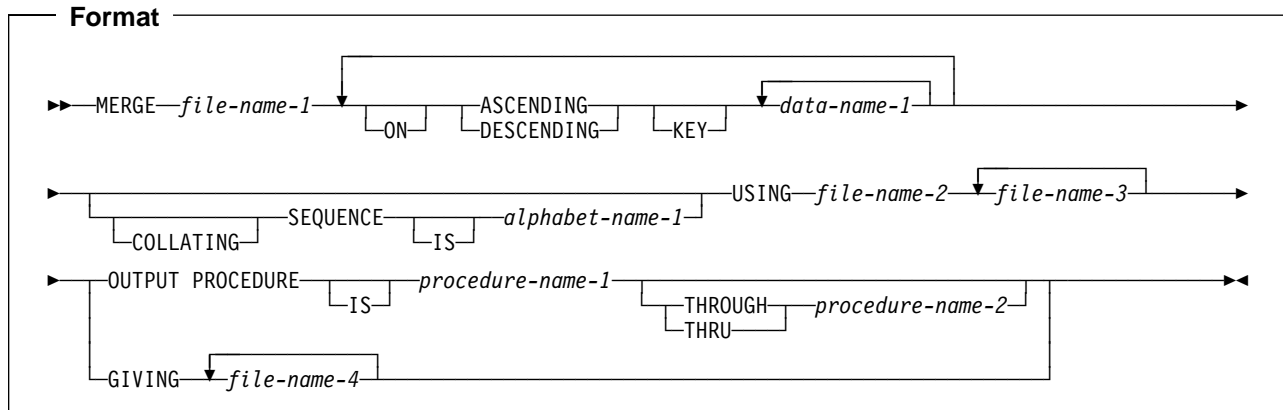 Format
MERGE file-name-1 ON ASCENDING KEY data-name-1
DESCENDING
COLLATING SEQUENCE IS alphabet-name-1 USING file-name-2 file-name-3
OUTPUT PROCEDURE IS procedure-name-1 THROUGH procedure-name-2
THRU
GIVING file-name-4